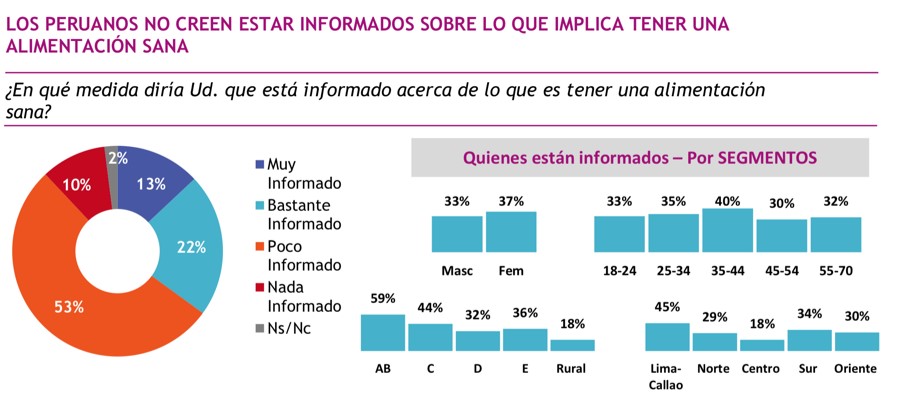 LOS PERUANOS NO CREEN ESTAR INFORMADOS SOBRE LO QUE IMPLICA TENER UNA
ALIMENTACIÓN SANA
¿En qué medida diría Ud. que está informado acerca de lo que es tener una alimentación
sana?
2%
13%
22%
53%
10%
Muy
Informado
Bastante
Informado
Poco
Informado
Nada
Informado
Ns/Nc
Quienes están informados – Por SEGMENTOS
33% 37%
Masc Fem
33% 35% 40% 30% 32%
18-24 25-34 35-44 45-54 55-70
59% 44% 32% 36% 18%
AB C D E Rural
45% 29% 18% 34% 30%
Lima- Norte Centro Sur Oriente
Callao